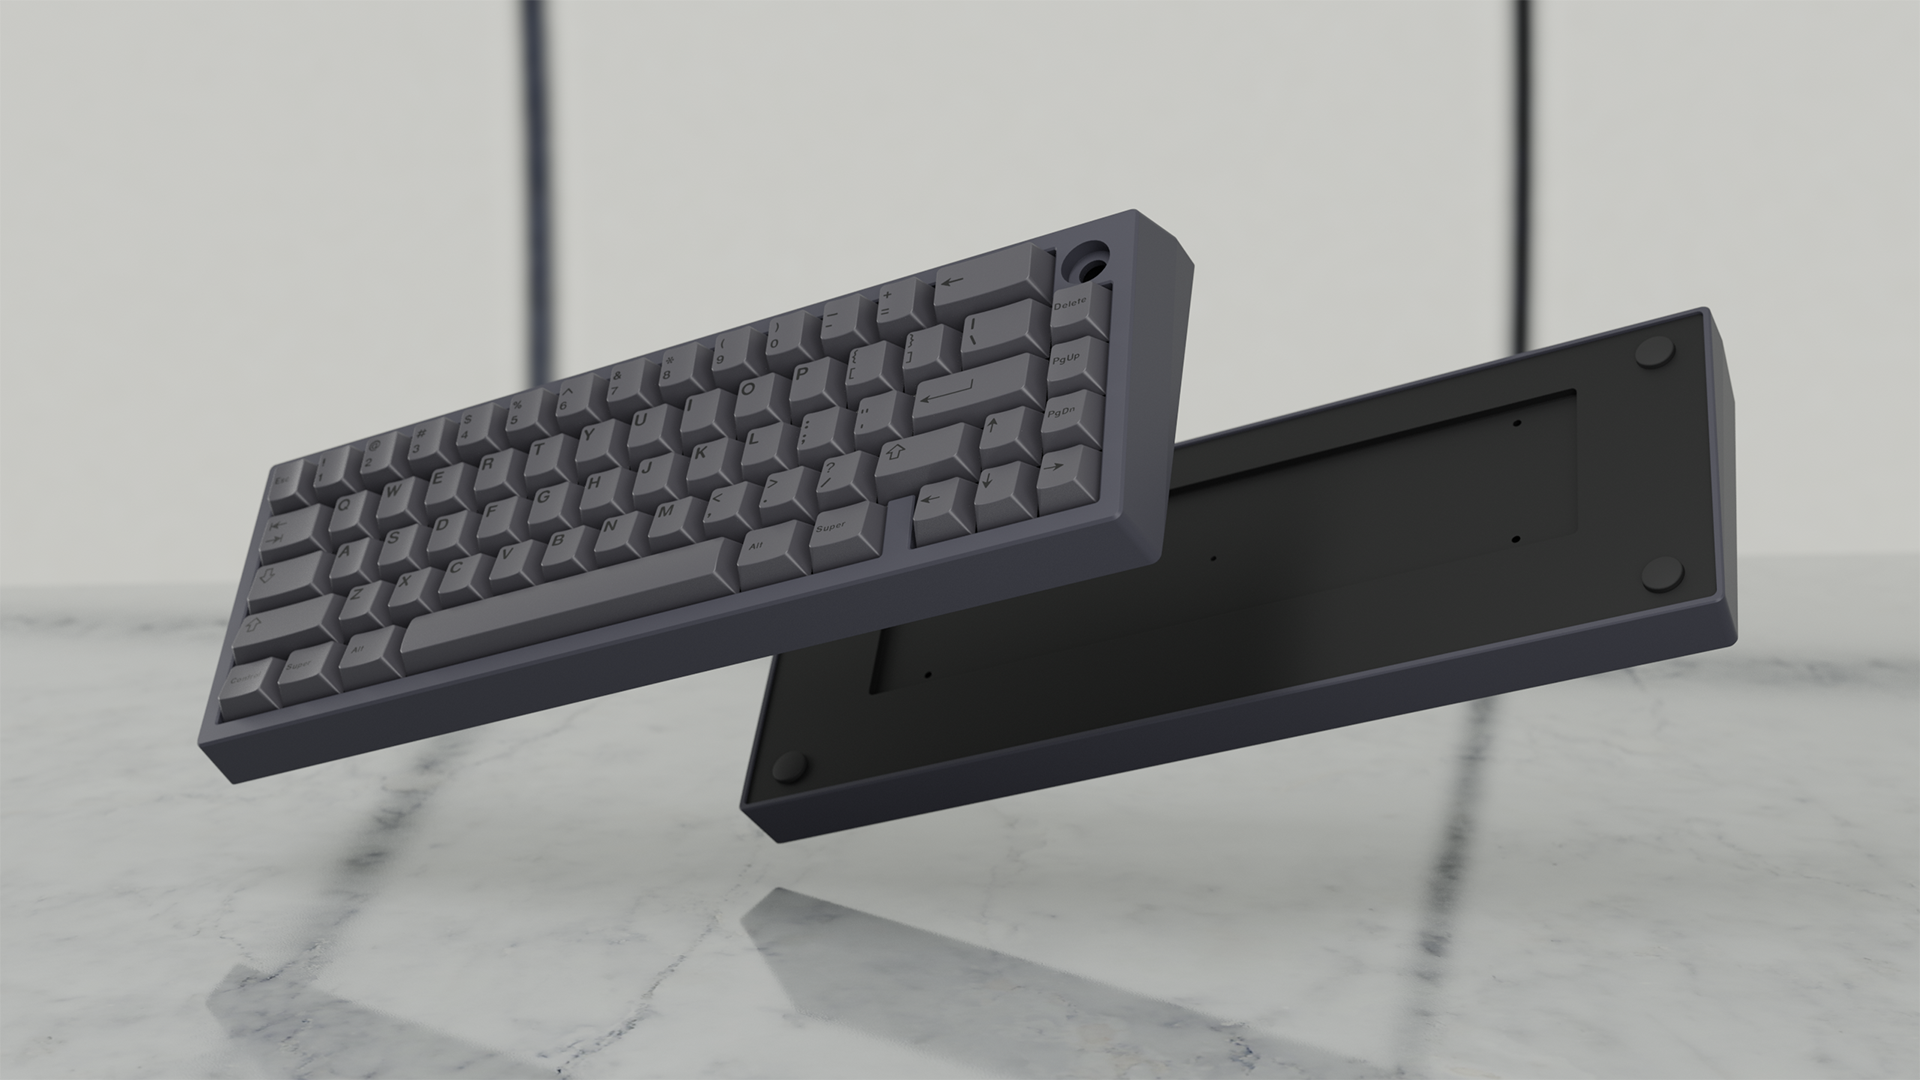 Esc ! 1 @ 2 # 3 $ 4 % 5 ^ 6 & 7 * 8 ( 9 ) 0 _ - + = ←
⇤ ⇥ Q W E R T Y U I O P { [ } ] | \ Delete
⇩ A S D F G H J K L : ; " ' ↵ PgUp
⇧ Z X C V B N M < , > . ? / ⇧ ↑ PgDn
Control Super Alt Alt Super ← ↓ →